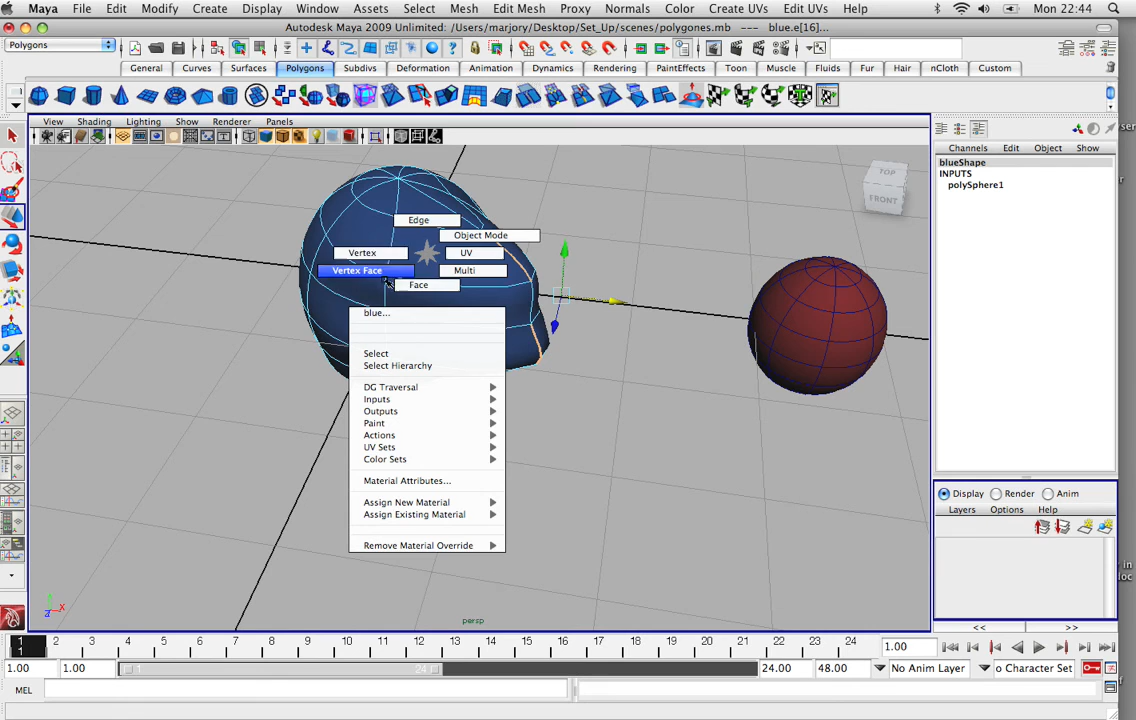 Maya File Edit Modify Create Display Window Assets Select Mesh Edit Mesh Proxy Normals Color Create UVs Edit UVs Help Mon 22:44
Autodesk Maya 2009 Unlimited: /Users/marjory/Desktop/Set_Up/scenes/polygones.mb --- blue.e[16]...
Polygons
General Curves Surfaces Polygons Subdivs Deformation Animation Dynamics Rendering PaintEffects Toon Muscle Fluids Fur Hair nCloth Custom
View Shading Lighting Show Renderer Panels
Channels Edit Object Show
blueShape
INPUTS
polySphere1
TOP
FRONT
Edge
Object Mode
Vertex
UV
Vertex Face
Multi
Face
blue...
Select
Select Hierarchy
DG Traversal
Inputs
Outputs
Paint
Actions
UV Sets
Color Sets
Material Attributes...
Assign New Material
Assign Existing Material
Remove Material Override
Display Render Anim
Layers Options Help
persp
<< >>
1 2 3 4 5 6 7 8 9 10 11 12 13 14 15 16 17 18 19 20 21 22 23 24 1.00
1
1.00 1.00 1 24 24.00 48.00 No Anim Layer o Character Set
MEL